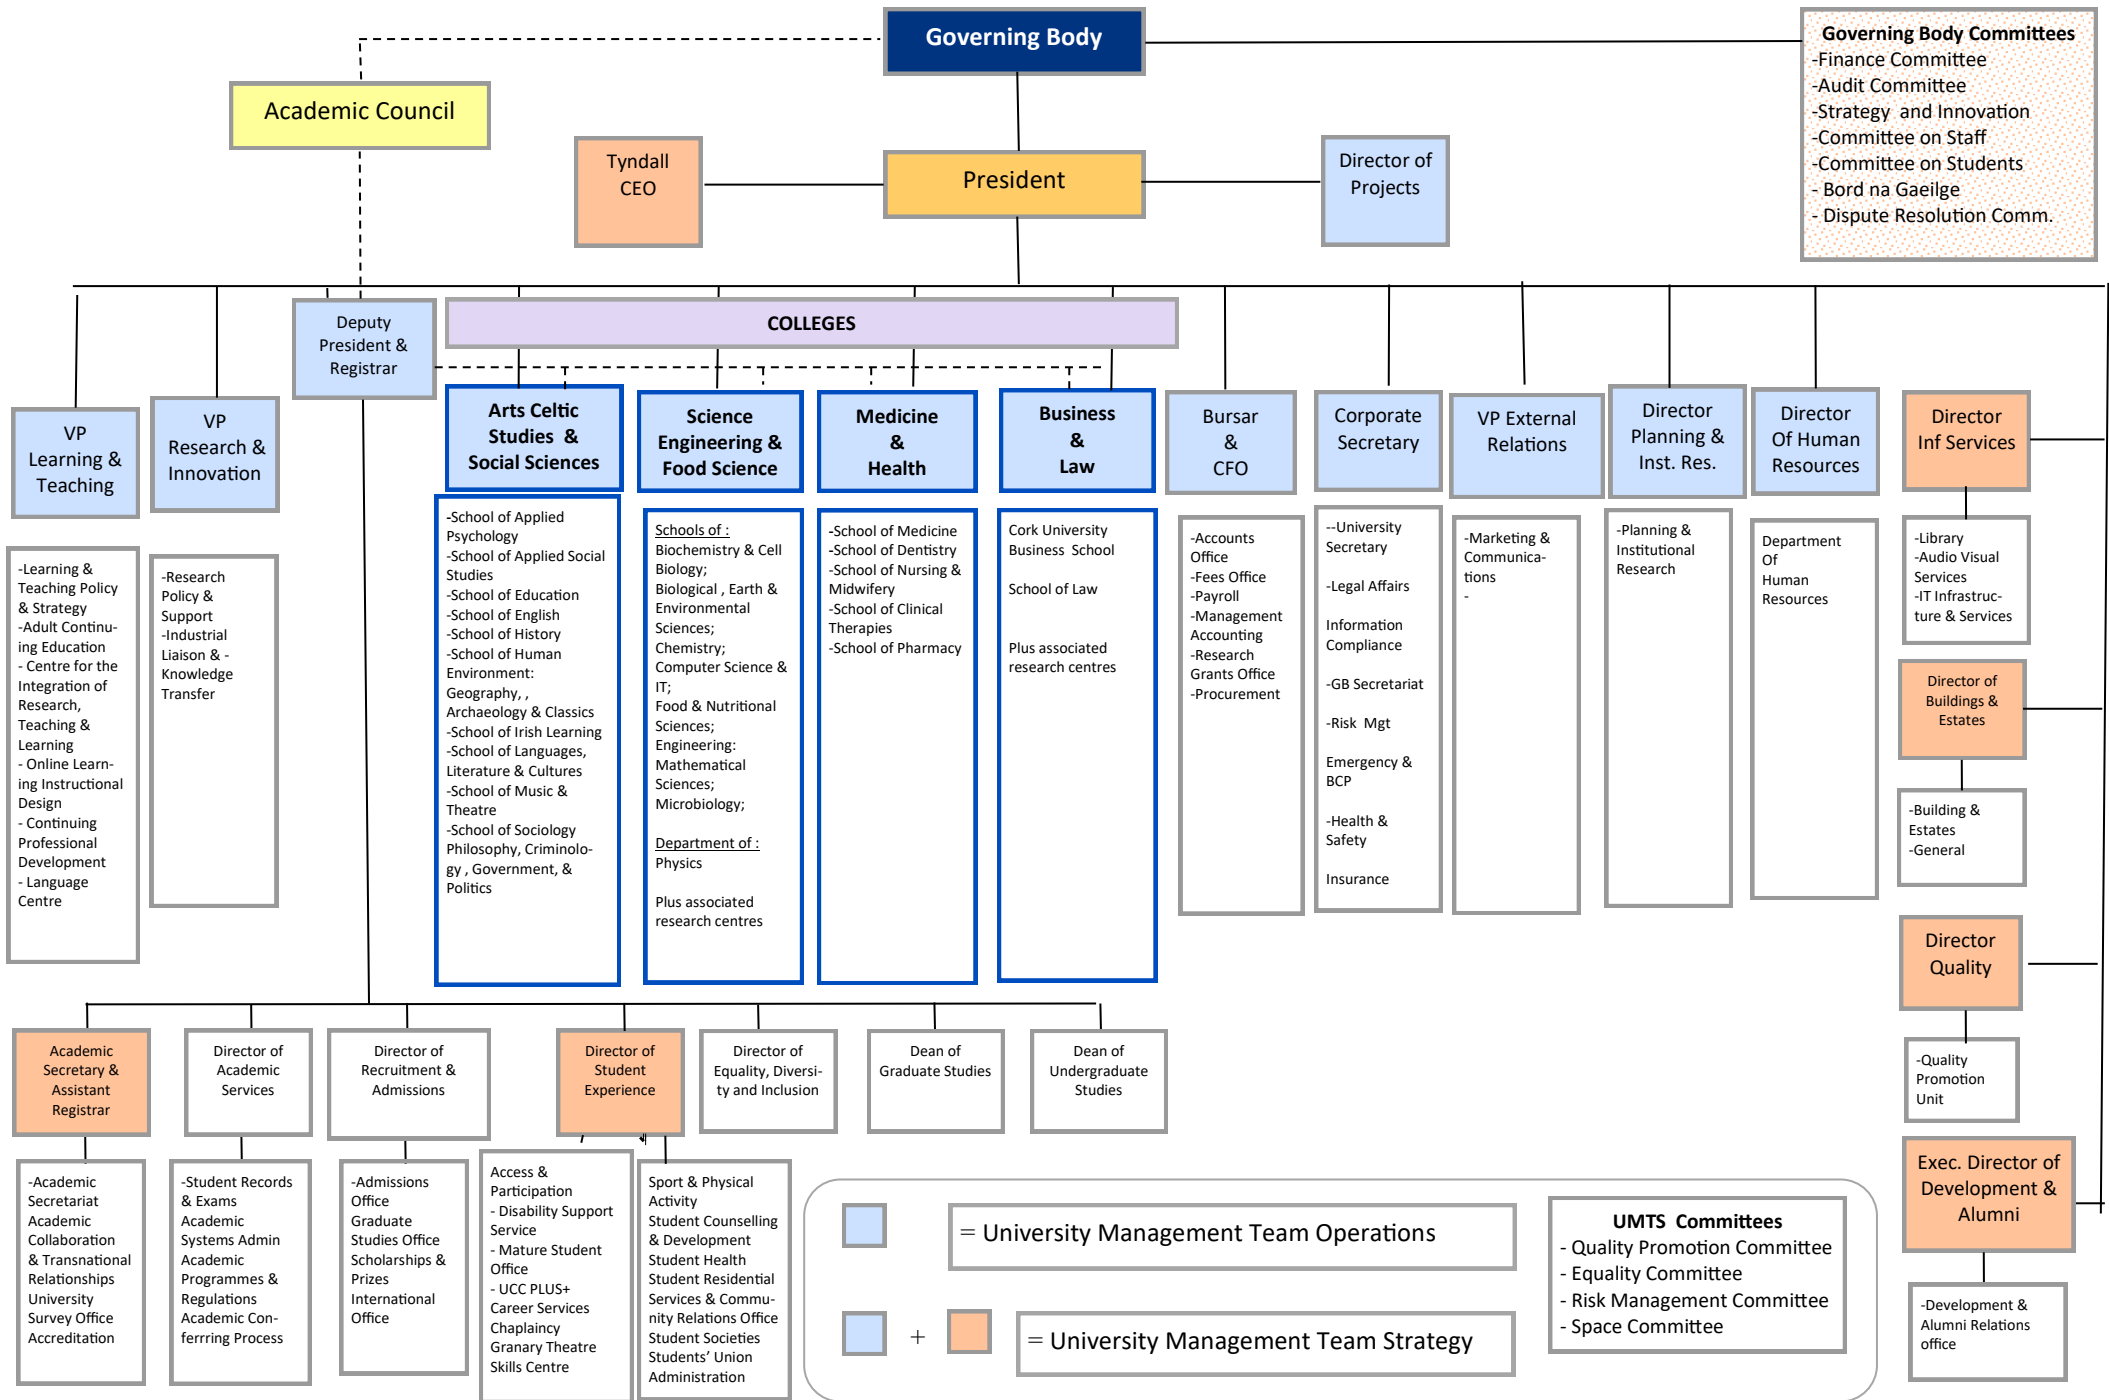 Governing Body
Governing Body Committees
-Finance Committee
-Audit Committee
-Strategy  and Innovation
-Committee on Staff
-Committee on Students
- Bord na Gaeilge
- Dispute Resolution Comm.
Academic Council
Tyndall
CEO
President
Director of
Projects
Deputy
President &
Registrar
COLLEGES
VP
Learning &
Teaching
VP
Research &
Innovation
Arts Celtic
Studies  &
Social Sciences
Science
Engineering &
Food Science
Medicine
&
Health
Business
&
Law
Bursar
&
CFO
Corporate
Secretary
VP External
Relations
Director
Planning &
Inst. Res.
Director
Of Human
Resources
Director
Inf Services
-Learning &
Teaching Policy
& Strategy
-Adult Continu-
ing Education
- Centre for the
Integration of
Research,
Teaching &
Learning
- Online Learn-
ing Instructional
Design
- Continuing
Professional
Development
- Language
Centre
-Research
Policy &
Support
-Industrial
Liaison & -
Knowledge
Transfer
-School of Applied
Psychology
-School of Applied Social
Studies
-School of Education
-School of English
-School of History
-School of Human
Environment:
Geography, ,
Archaeology & Classics
-School of Irish Learning
-School of Languages,
Literature & Cultures
-School of Music &
Theatre
-School of Sociology
Philosophy, Criminolo-
gy , Government, &
Politics
Schools of :
Biochemistry & Cell
Biology;
Biological , Earth &
Environmental
Sciences;
Chemistry;
Computer Science &
IT;
Food & Nutritional
Sciences;
Engineering:
Mathematical
Sciences;
Microbiology;
Department of :
Physics
Plus associated
research centres
-School of Medicine
-School of Dentistry
-School of Nursing &
Midwifery
-School of Clinical
Therapies
-School of Pharmacy
Cork University
Business  School
School of Law
Plus associated
research centres
-Accounts
Office
-Fees Office
-Payroll
-Management
Accounting
-Research
Grants Office
-Procurement
--University
Secretary
-Legal Affairs
Information
Compliance
-GB Secretariat
-Risk  Mgt
Emergency &
BCP
-Health &
Safety
Insurance
-Marketing &
Communica-
tions
-
-Planning &
Institutional
Research
Department
Of
Human
Resources
-Library
-Audio Visual
Services
-IT Infrastruc-
ture & Services
Director of
Buildings &
Estates
-Building &
Estates
-General
Director
Quality
-Quality
Promotion
Unit
Exec. Director of
Development &
Alumni
-Development &
Alumni Relations
office
Academic
Secretary &
Assistant
Registrar
Director of
Academic
Services
Director of
Recruitment &
Admissions
Director of
Student
Experience
Director of
Equality, Diversi-
ty and Inclusion
Dean of
Graduate Studies
Dean of
Undergraduate
Studies
-Academic
Secretariat
Academic
Collaboration
& Transnational
Relationships
University
Survey Office
Accreditation
-Student Records
& Exams
Academic
Systems Admin
Academic
Programmes &
Regulations
Academic Con-
ferrring Process
-Admissions
Office
Graduate
Studies Office
Scholarships &
Prizes
International
Office
Access &
Participation
- Disability Support
Service
- Mature Student
Office
- UCC PLUS+
Career Services
Chaplaincy
Granary Theatre
Skills Centre
Sport & Physical
Activity
Student Counselling
& Development
Student Health
Student Residential
Services & Commu-
nity Relations Office
Student Societies
Students’ Union
Administration
= University Management Team Operations
+
= University Management Team Strategy
UMTS  Committees
- Quality Promotion Committee
- Equality Committee
- Risk Management Committee
- Space Committee